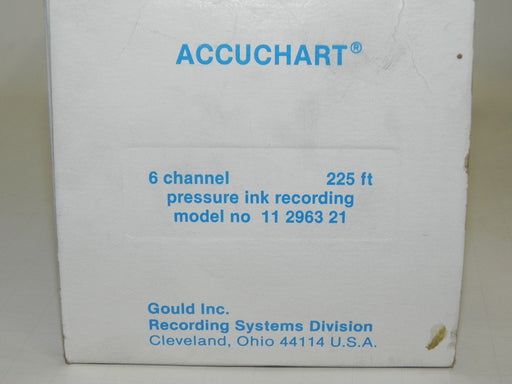 ACCUCHART®
6 channel 225 ft
pressure ink recording
model no 11 2963 21
Gould Inc.
Recording Systems Division
Cleveland, Ohio 44114 U.S.A.